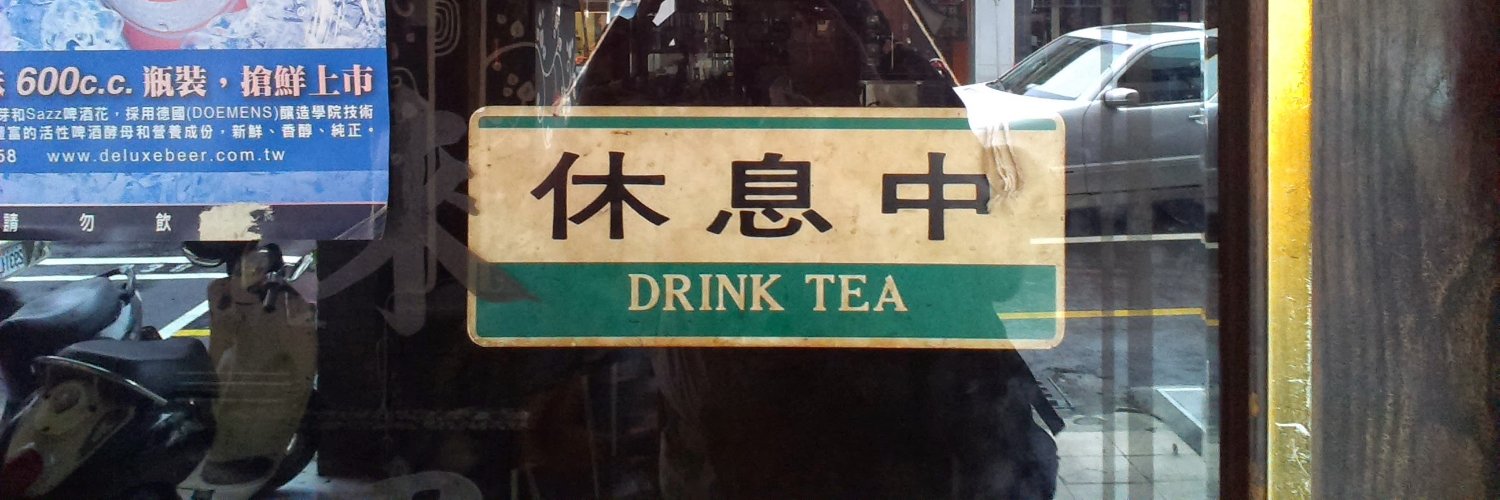 600c.c. 瓶裝，搶鮮上市
芽和Sazz啤酒花，採用德國(DOEMENS)釀造學院技術
豐富的活性啤酒酵母和營養成份，新鮮、香醇、純正。
58 www.deluxebeer.com.tw
請勿飲
休息中
DRINK TEA